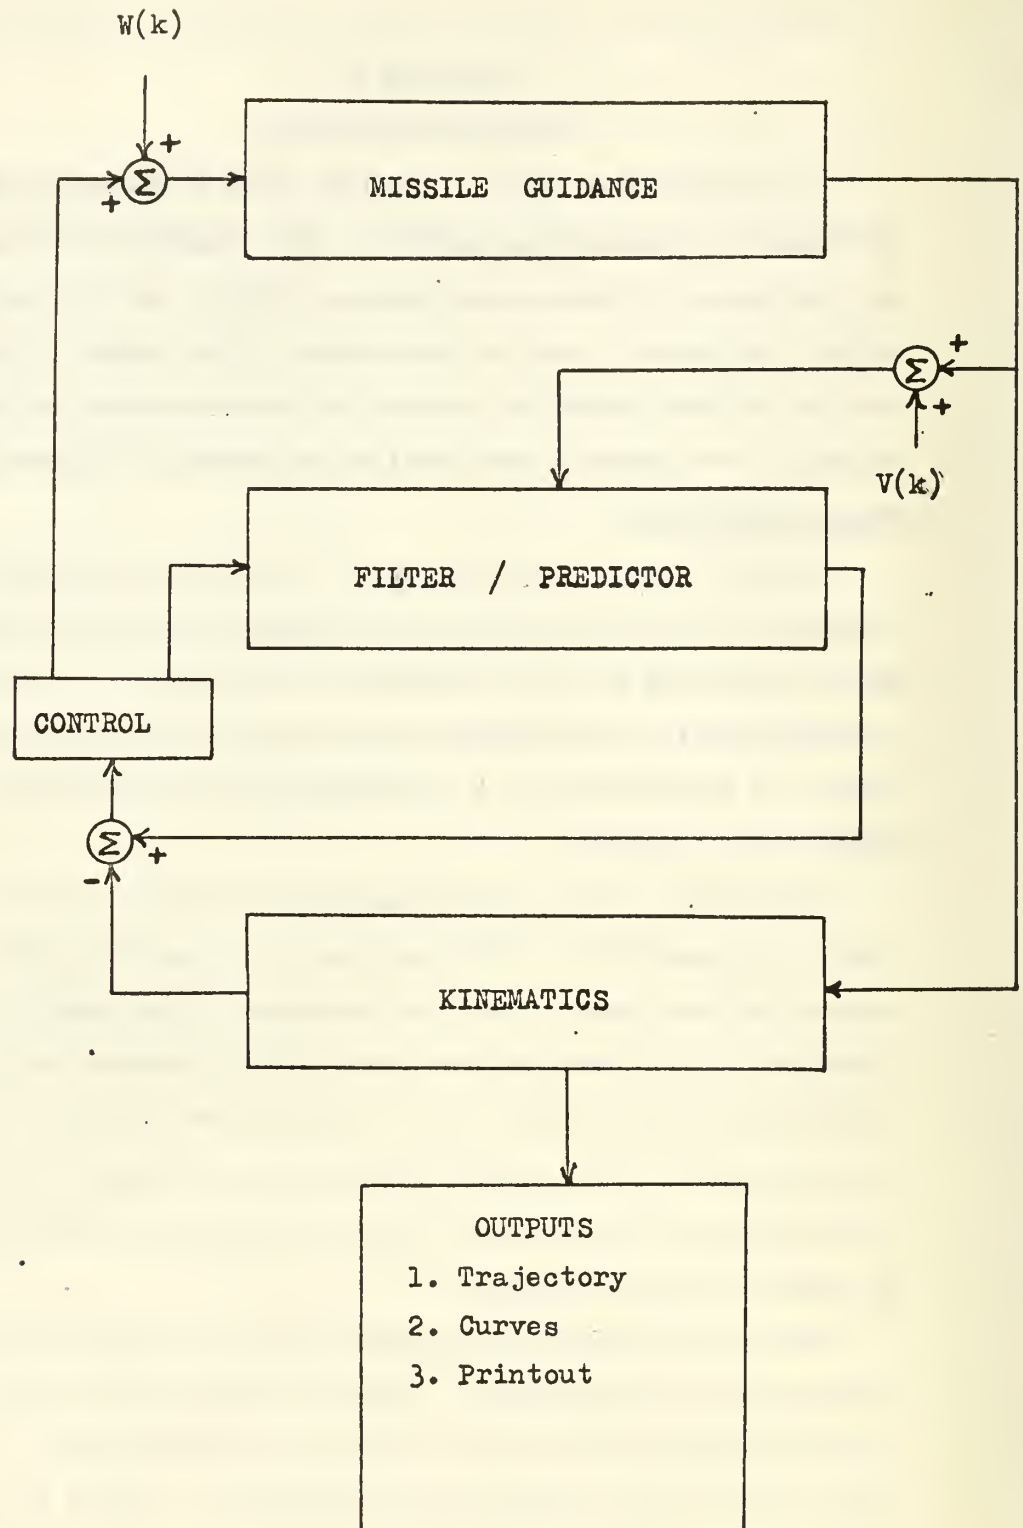 W(k)
+
Σ
+
MISSILE GUIDANCE
+
Σ
+
V(k)
FILTER / PREDICTOR
CONTROL
Σ
+
-
KINEMATICS
OUTPUTS
1. Trajectory
2. Curves
3. Printout